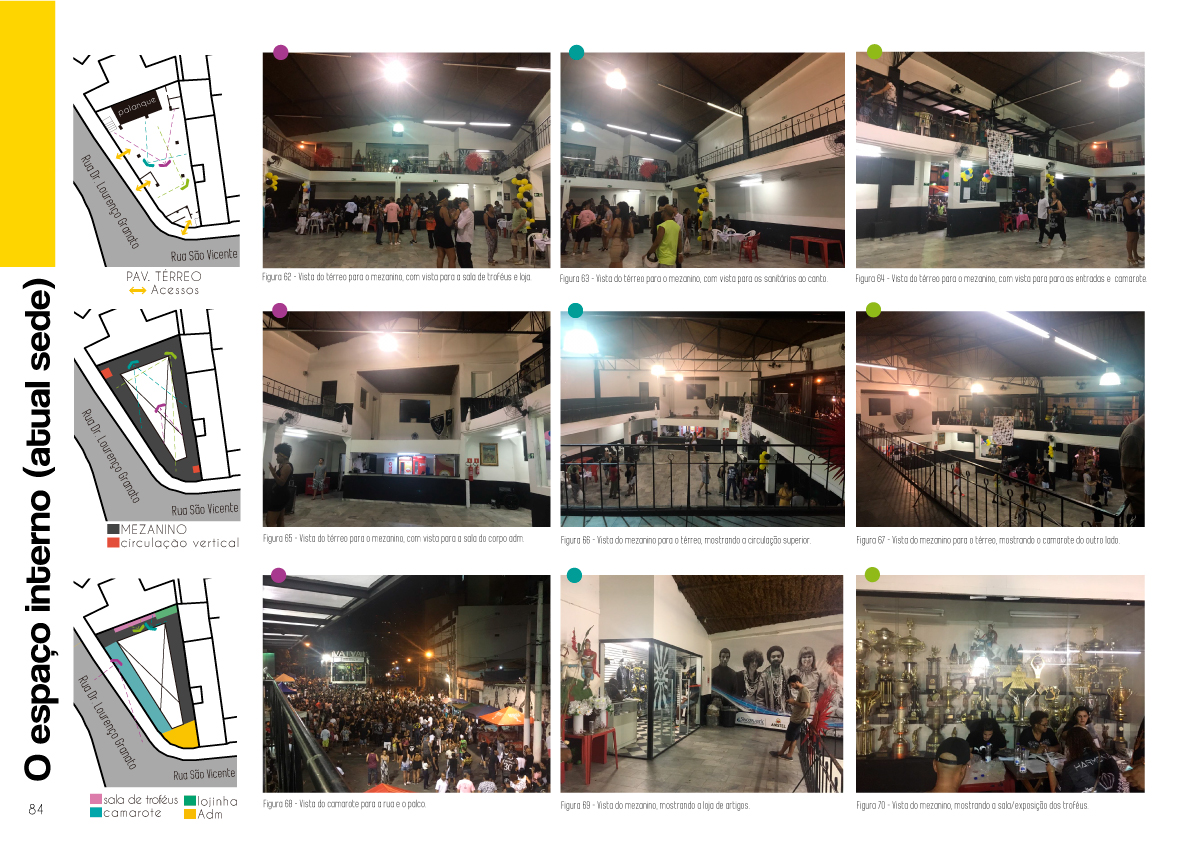 O espaço interno (atual sede)
84
palanque
Rua Dr. Lourenço Granato
Rua São Vicente
PAV. TÉRREO
Acessos
Figura 62 - Vista do térreo para o mezanino, com vista para a sala de troféus e loja.
Figura 63 - Vista do térreo para o mezanino, com vista para os sanitários ao canto.
Figura 64 - Vista do térreo para o mezanino, com vista para as entradas e camarote.
Rua Dr. Lourenço Granato
Rua São Vicente
MEZANINO
circulação vertical
Figura 65 - Vista do térreo para o mezanino, com vista para a sala do corpo adm.
Figura 66 - Vista do mezanino para o térreo, mostrando a circulação superior.
Figura 67 - Vista do mezanino para o térreo, mostrando o camarote do outro lado.
Rua Dr. Lourenço Granato
Rua São Vicente
sala de troféus
lojinha
camarote
Adm
VAI-VAI
AMSTEL
Figura 68 - Vista do camarote para a rua e o palco.
Figura 69 - Vista do mezanino, mostrando a loja de artigos.
Figura 70 - Vista do mezanino, mostrando a sala/exposição dos troféus.